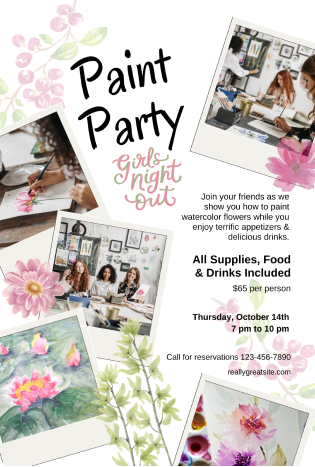 Paint
Party
Girls
night
out
Join your friends as we
show you how to paint
watercolor flowers while you
enjoy terrific appetizers &
delicious drinks.
All Supplies, Food
& Drinks Included
$65 per person
Thursday, October 14th
7 pm to 10 pm
Call for reservations 123-456-7890
reallygreatsite.com